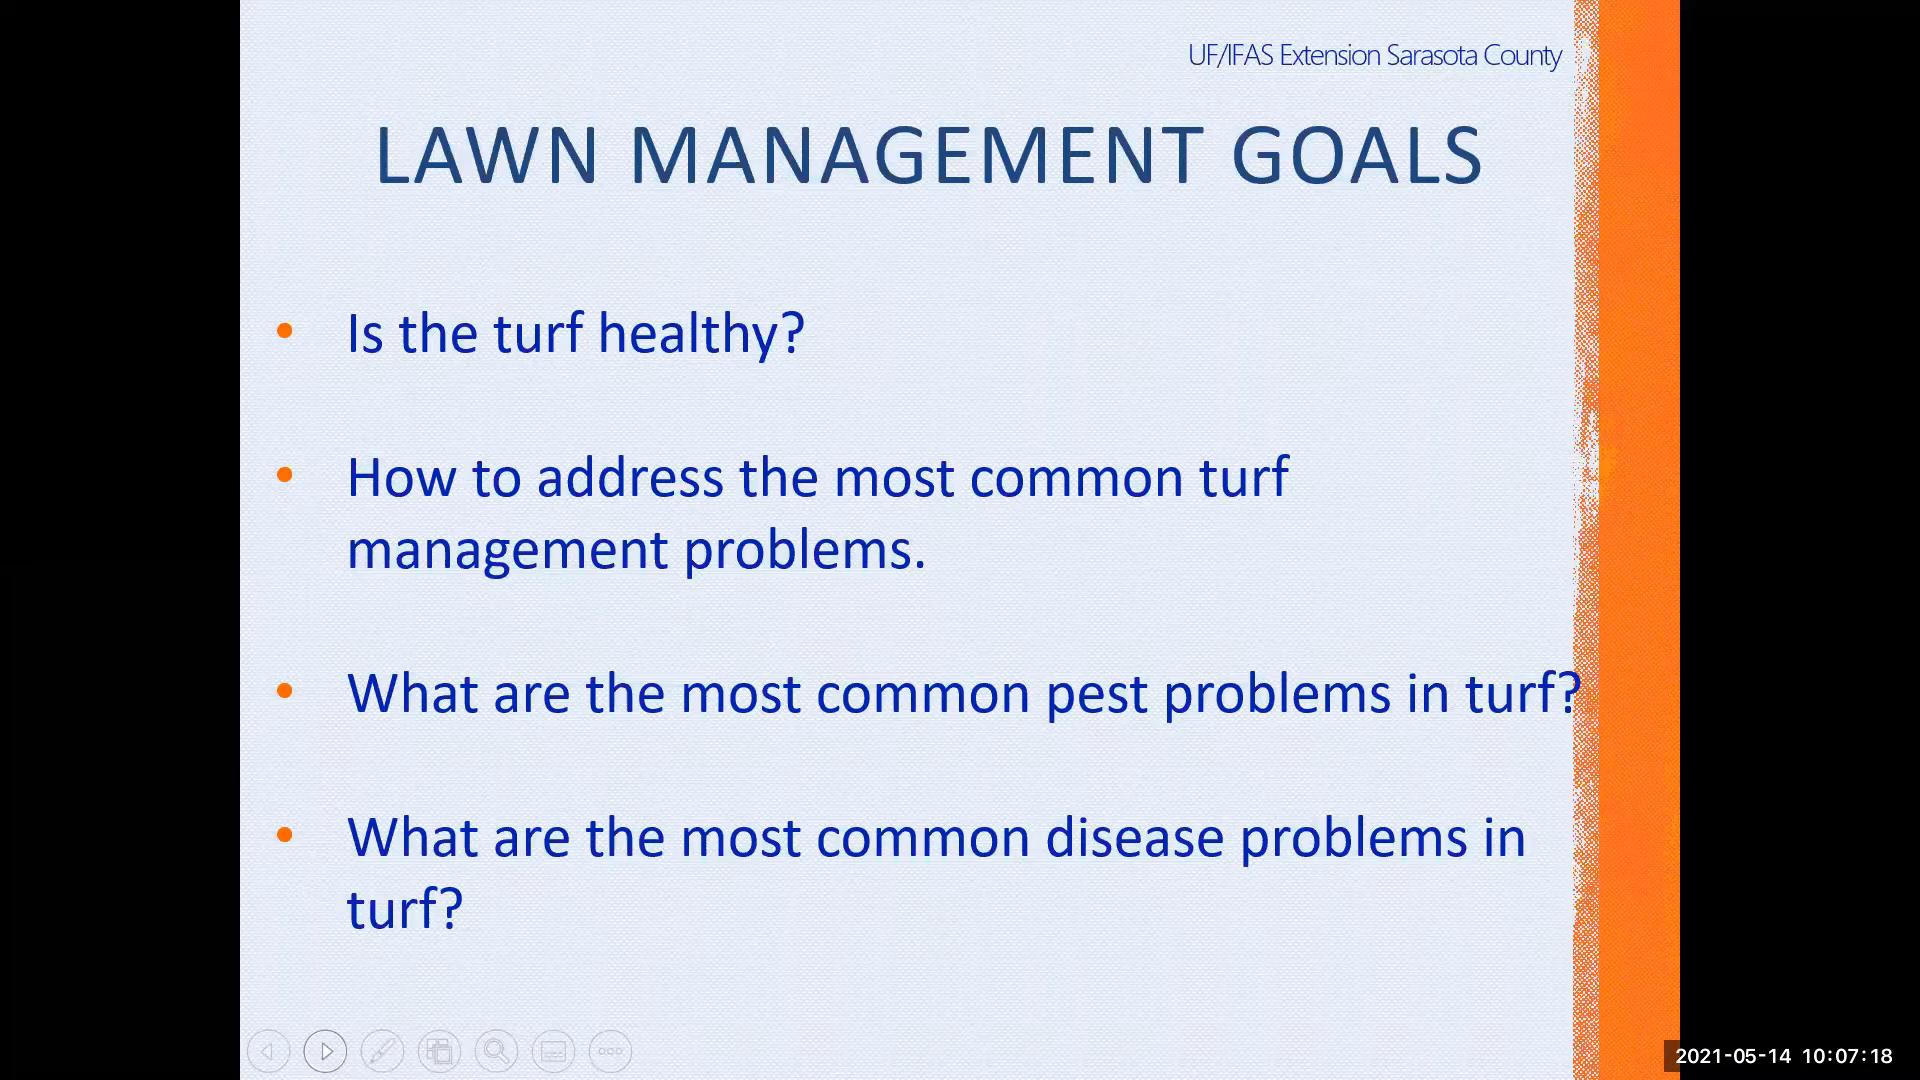 UF/IFAS Extension Sarasota County
LAWN MANAGEMENT GOALS
• Is the turf healthy?
• How to address the most common turf
management problems.
• What are the most common pest problems in turf?
• What are the most common disease problems in
turf?
2021-05-14 10:07:18